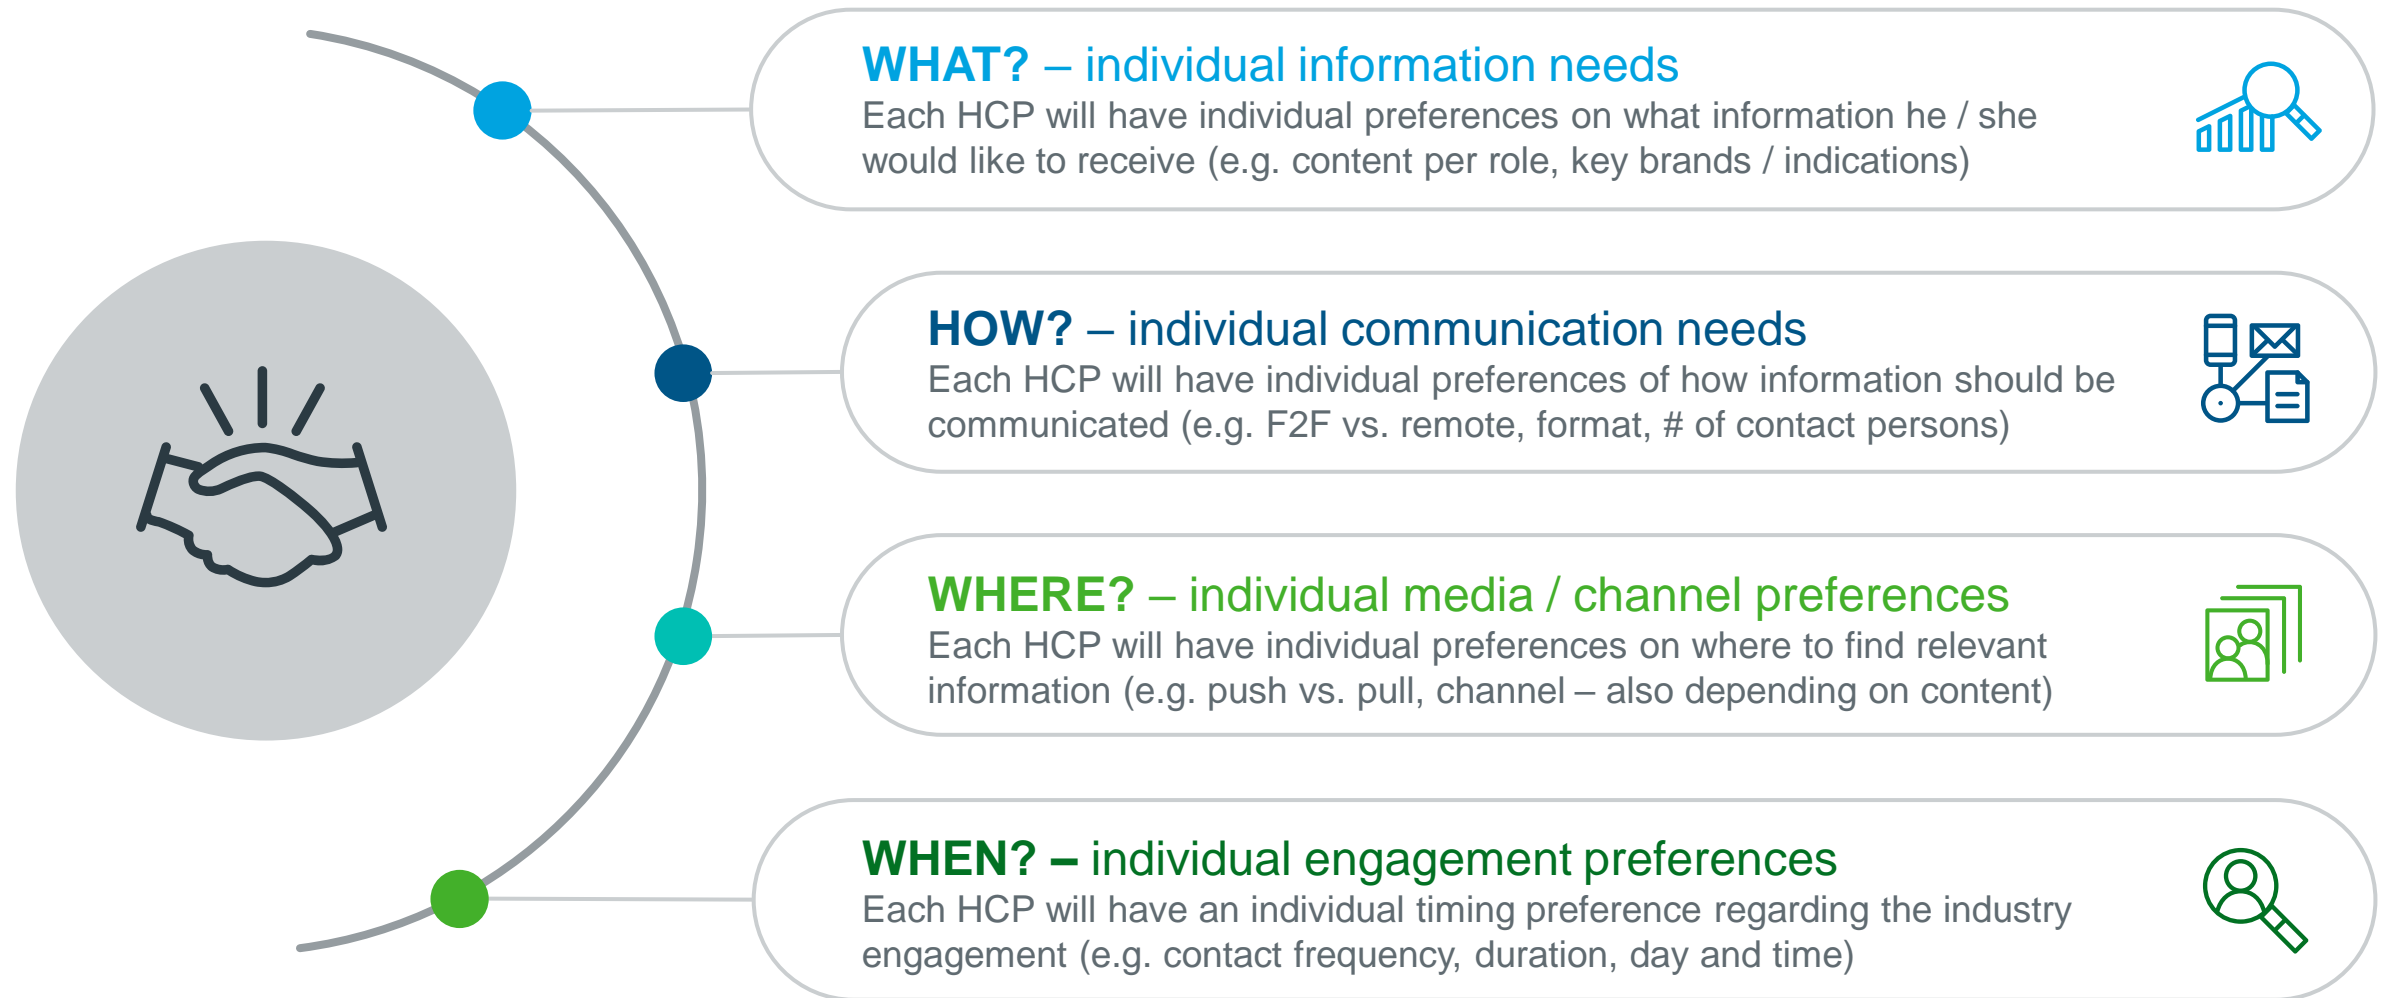 WHAT? – individual information needs
Each HCP will have individual preferences on what information he / she
would like to receive (e.g. content per role, key brands / indications)
HOW? – individual communication needs
Each HCP will have individual preferences of how information should be
communicated (e.g. F2F vs. remote, format, # of contact persons)
WHERE? – individual media / channel preferences
Each HCP will have individual preferences on where to find relevant
information (e.g. push vs. pull, channel – also depending on content)
WHEN? – individual engagement preferences
Each HCP will have an individual timing preference regarding the industry
engagement (e.g. contact frequency, duration, day and time)